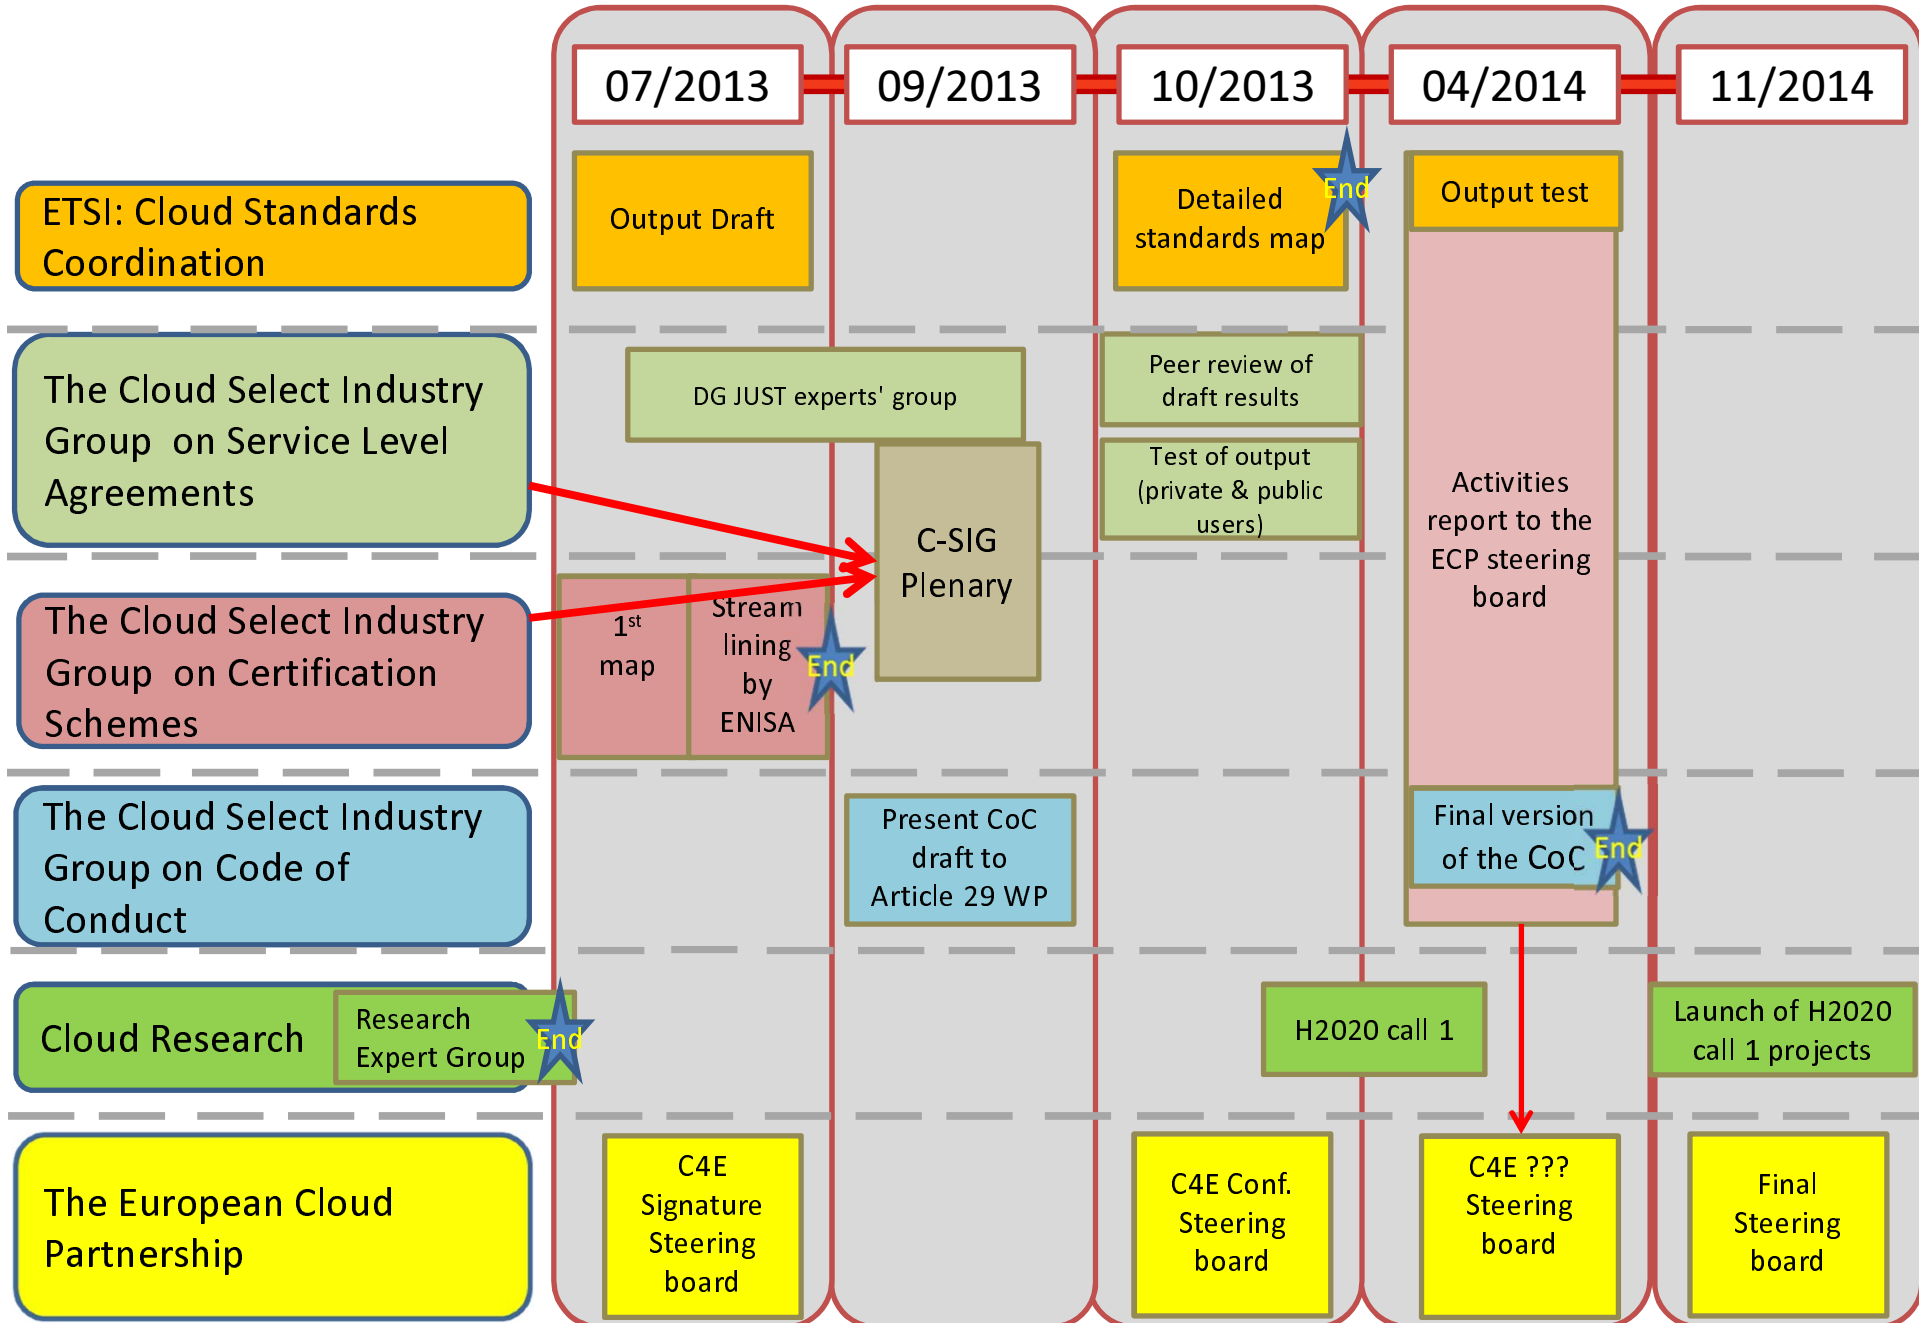 07/2013
09/2013
10/2013
04/2014
11/2014
ETSI: Cloud Standards
Coordination
Output Draft
Detailed
standards map
End
Output test
The Cloud Select Industry
Group on Service Level
Agreements
DG JUST experts' group
Peer review of
draft results
Test of output
(private & public
users)
C-SIG
Plenary
Activities
report to the
ECP steering
board
The Cloud Select Industry
Group on Certification
Schemes
1st
map
Stream
lining
by
ENISA
End
The Cloud Select Industry
Group on Code of
Conduct
Present CoC
draft to
Article 29 WP
Final version
of the CoC
End
Cloud Research
Research
Expert Group
End
H2020 call 1
Launch of H2020
call 1 projects
The European Cloud
Partnership
C4E
Signature
Steering
board
C4E Conf.
Steering
board
C4E ???
Steering
board
Final
Steering
board